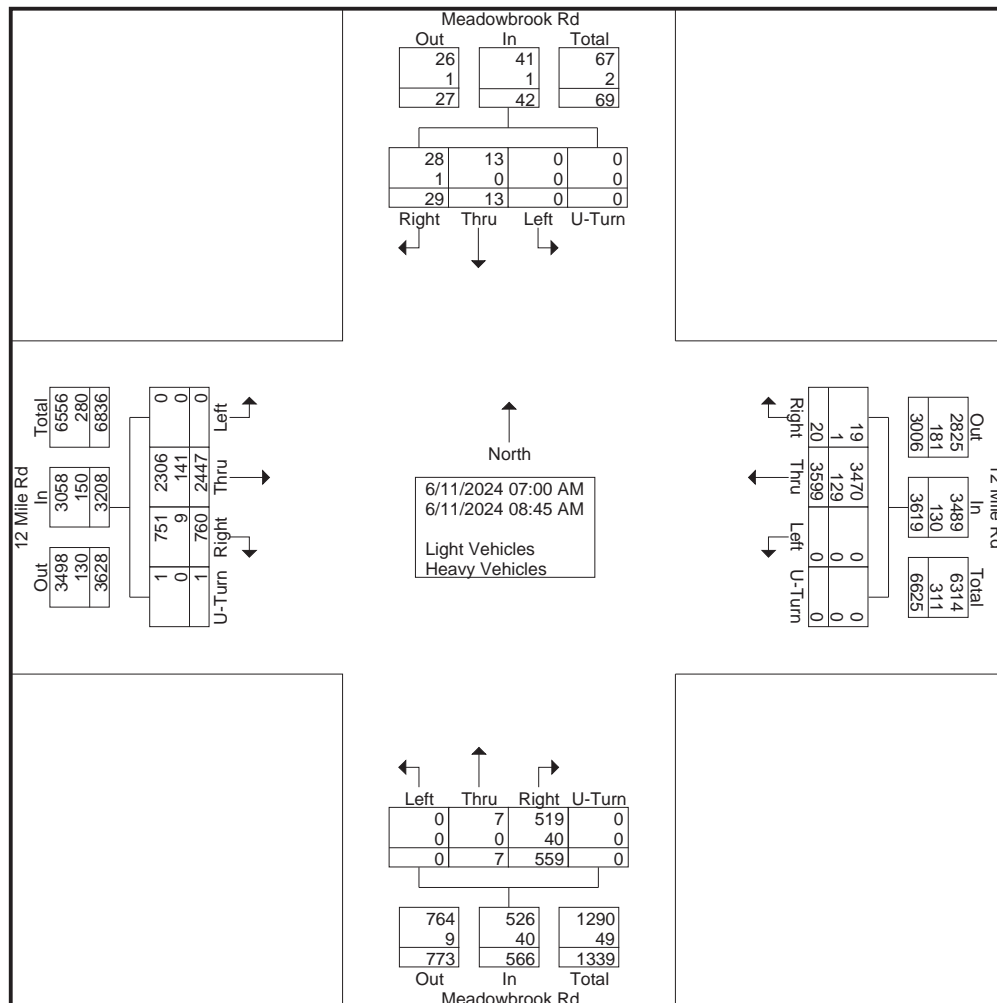 Meadowbrook Rd
Out In Total
26 41 67
1 1 2
27 42 69
28 13 0 0
1 0 0 0
29 13 0 0
Right Thru Left U-Turn
12 Mile Rd
Out In Total
3498 3058 6556
130 150 280
3628 3208 6836
1 751 2306 0
0 9 141 0
1 760 2447 0
U-Turn Right Thru Left
North
6/11/2024 07:00 AM
6/11/2024 08:45 AM
Light Vehicles
Heavy Vehicles
Right Thru Left U-Turn
19 3470 0 0
1 129 0 0
20 3599 0 0
Out In Total
2825 3489 6314
181 130 311
3006 3619 6625
12 Mile Rd
Left Thru Right U-Turn
0 7 519 0
0 0 40 0
0 7 559 0
764 526 1290
9 40 49
773 566 1339
Out In Total
Meadowbrook Rd